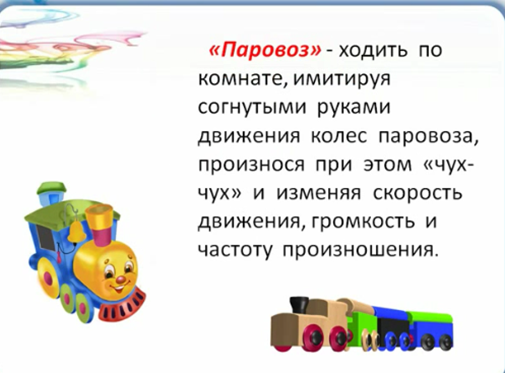 «Паровоз» - ходить по
комнате, имитируя
согнутыми руками
движения колес паровоза,
произнося при этом «чух-
чух» и изменяя скорость
движения, громкость и
частоту произношения.